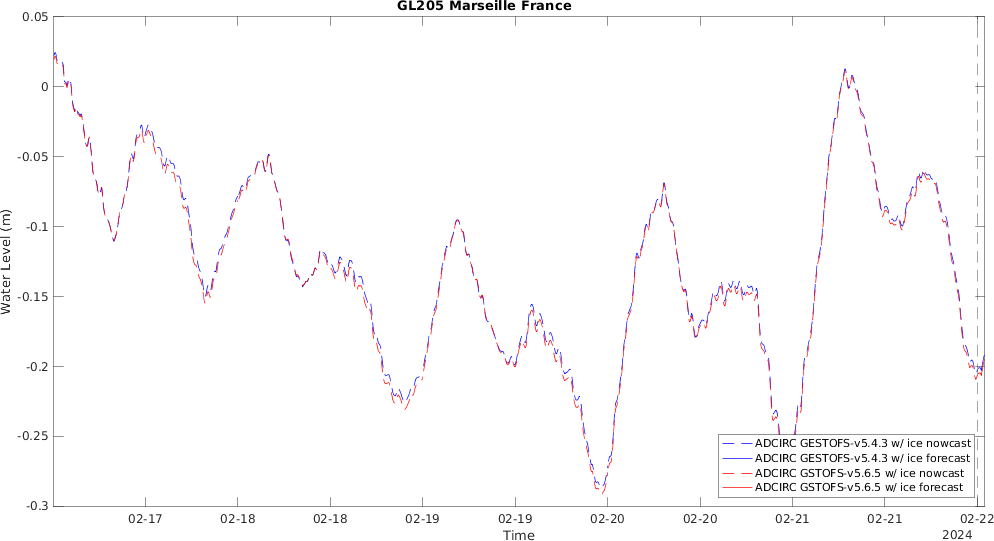 GL205 Marseille France
0.05
0
-0.05
-0.1
-0.15
-0.2
-0.25
-0.3
Water Level (m)
ADCIRC GESTOFS-v5.4.3 w/ ice nowcast
ADCIRC GESTOFS-v5.4.3 w/ ice forecast
ADCIRC GSTOFS-v5.6.5 w/ ice nowcast
ADCIRC GSTOFS-v5.6.5 w/ ice forecast
02-17 02-18 02-18 02-19 02-19 02-20 02-20 02-21 02-21 02-22
Time
2024